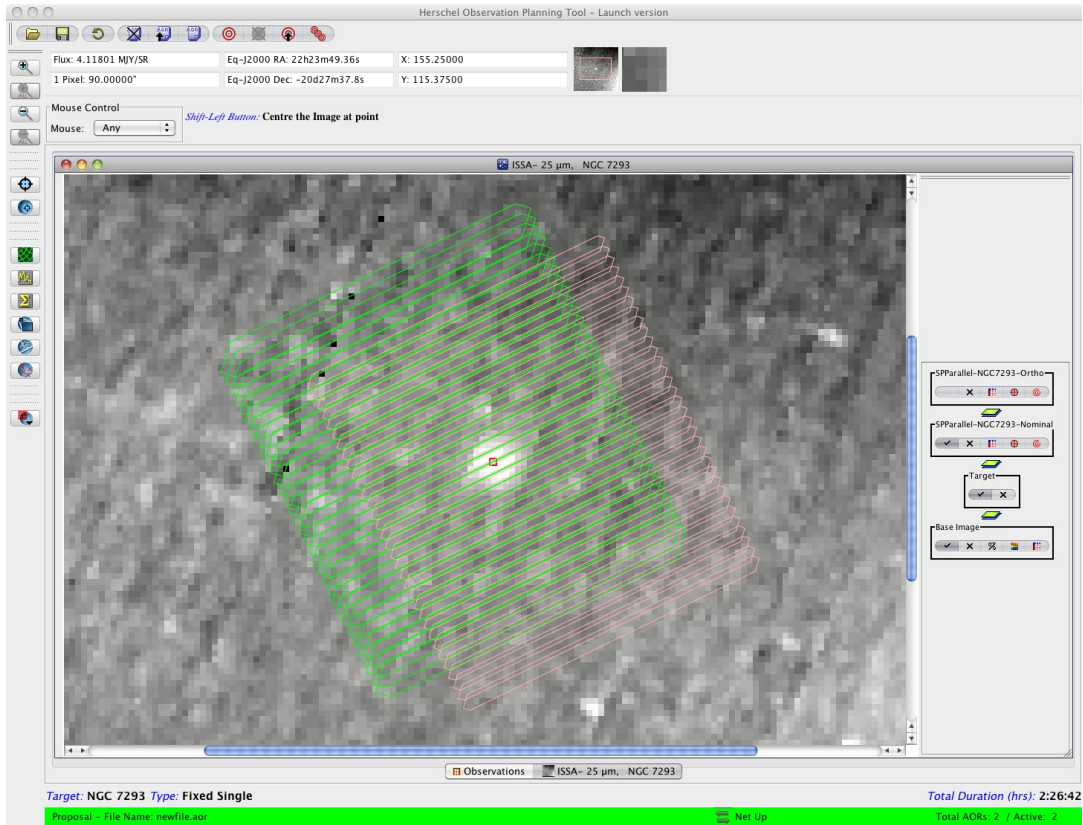 Herschel Observation Planning Tool - Launch version
Flux: 4.11801 MJY/SR
Eq-J2000 RA: 22h23m49.36s
X: 155.25000
1 Pixel: 90.00000"
Eq-J2000 Dec: -20d27m37.8s
Y: 115.37500
Mouse Control
Mouse: Any
Shift-Left Button: Centre the Image at point
ISSA- 25 µm, NGC 7293
SPParallel-NGC7293-Ortho
SPParallel-NGC7293-Nominal
Target
Base Image
Observations
ISSA- 25 µm, NGC 7293
Target: NGC 7293 Type: Fixed Single
Total Duration (hrs): 2:26:42
Proposal - File Name: newfile.aor
Net Up
Total AORs: 2 / Active: 2